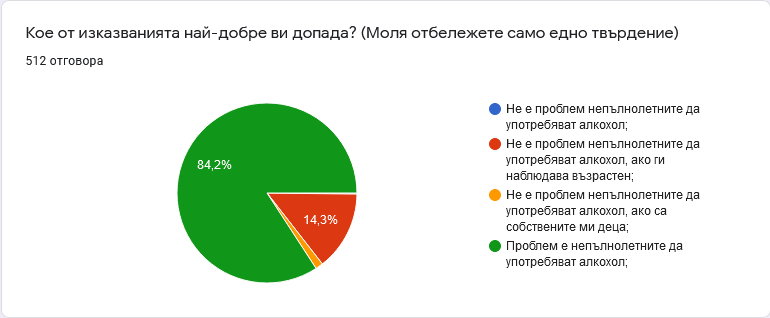 Кое от изказванията най-добре ви допада? (Моля отбележете само едно твърдение)
512 отговора
84,2%
14,3%
Не е проблем непълнолетните да
употребяват алкохол;
Не е проблем непълнолетните да
употребяват алкохол, ако ги
наблюдава възрастен;
Не е проблем непълнолетните да
употребяват алкохол, ако са
собствените ми деца;
Проблем е непълнолетните да
употребяват алкохол;